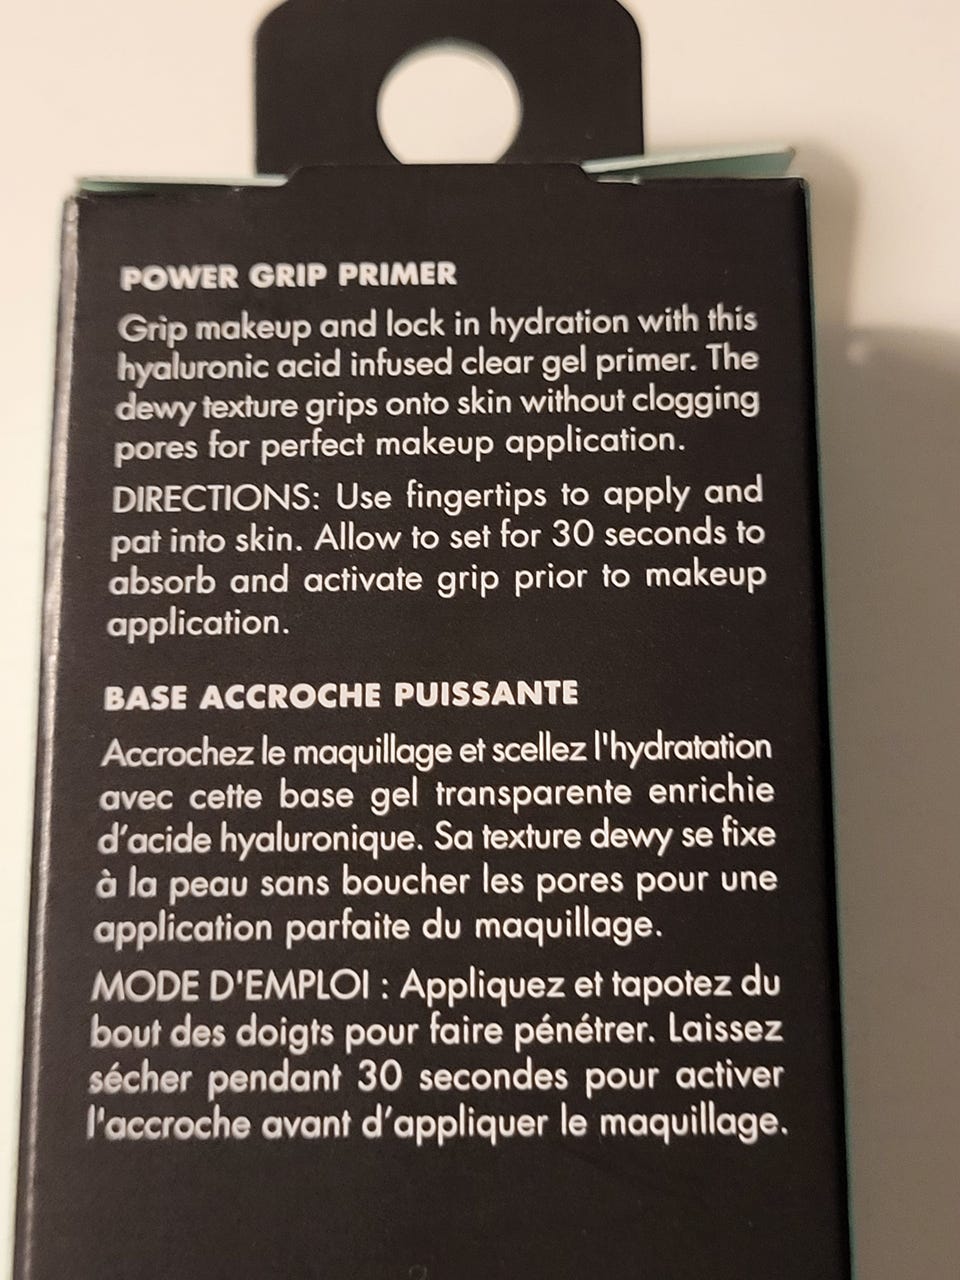 POWER GRIP PRIMER
Grip makeup and lock in hydration with this
hyaluronic acid infused clear gel primer. The
dewy texture grips onto skin without clogging
pores for perfect makeup application.
DIRECTIONS: Use fingertips to apply and
pat into skin. Allow to set for 30 seconds to
absorb and activate grip prior to makeup
application.
BASE ACCROCHE PUISSANTE
Accrochez le maquillage et scellez l'hydratation
avec cette base gel transparente enrichie
d’acide hyaluronique. Sa texture dewy se fixe
à la peau sans boucher les pores pour une
application parfaite du maquillage.
MODE D'EMPLOI : Appliquez et tapotez du
bout des doigts pour faire pénétrer. Laissez
sécher pendant 30 secondes pour activer
l'accroche avant d’appliquer le maquillage.